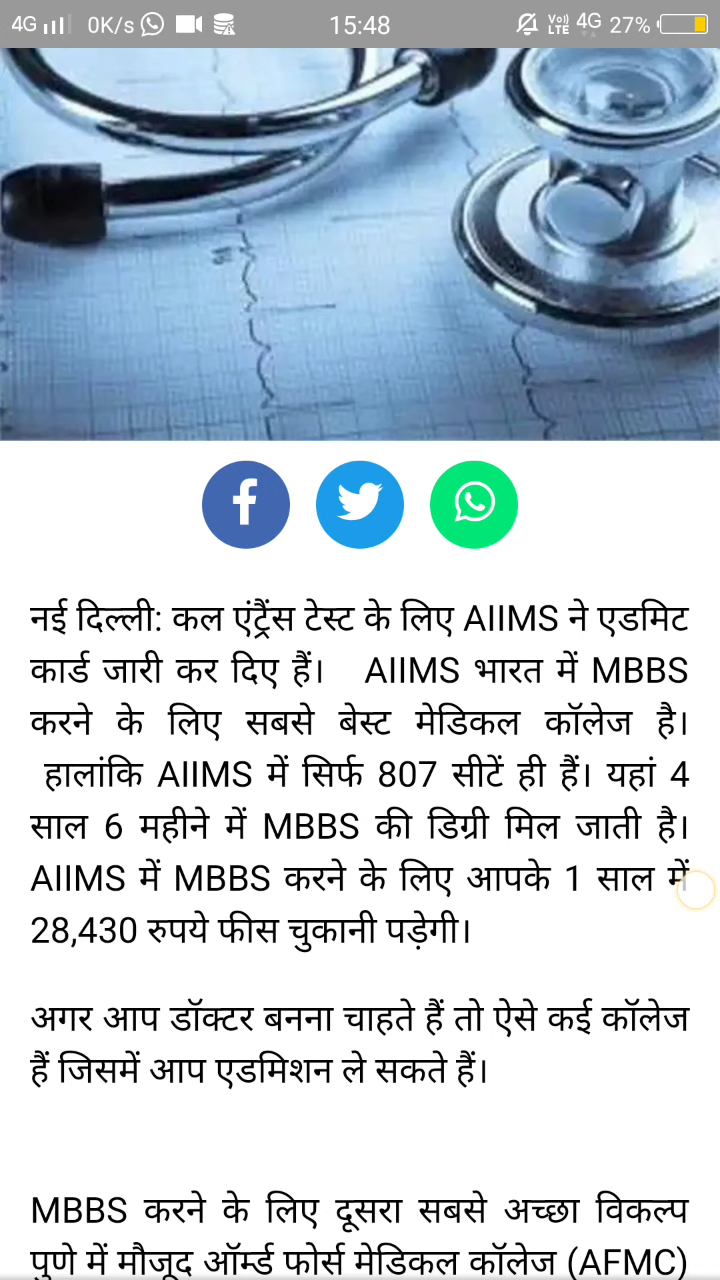 4G 0K/s 15:48 Vo)) LTE 4G 27%
नई दिल्ली: कल एंट्रैंस टेस्ट के लिए AIIMS ने एडमिट
कार्ड जारी कर दिए हैं। AIIMS भारत में MBBS
करने के लिए सबसे बेस्ट मेडिकल कॉलेज है।
हालांकि AIIMS में सिर्फ 807 सीटें ही हैं। यहां 4
साल 6 महीने में MBBS की डिग्री मिल जाती है।
AIIMS में MBBS करने के लिए आपके 1 साल में
28,430 रुपये फीस चुकानी पड़ेगी।
अगर आप डॉक्टर बनना चाहते हैं तो ऐसे कई कॉलेज
हैं जिसमें आप एडमिशन ले सकते हैं।
MBBS करने के लिए दूसरा सबसे अच्छा विकल्प
पुणे में मौजूद ऑर्म्ड फोर्स मेडिकल कॉलेज (AFMC)